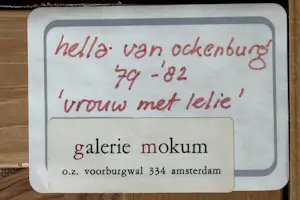 hella van ockenburg
'79 - '82
'vrouw met lelie'
galerie mokum
o.z. voorburgwal 334 amsterdam